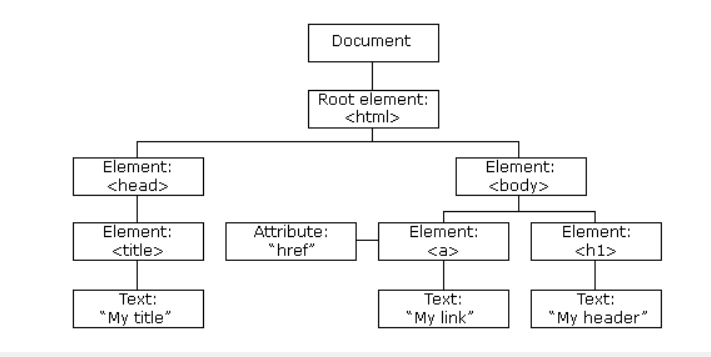 Document
Root element:
<html>
Element:
<head>
Element:
<body>
Element:
<title>
Attribute:
“href”
Element:
<a>
Element:
<h1>
Text:
“My title”
Text:
“My link”
Text:
“My header”